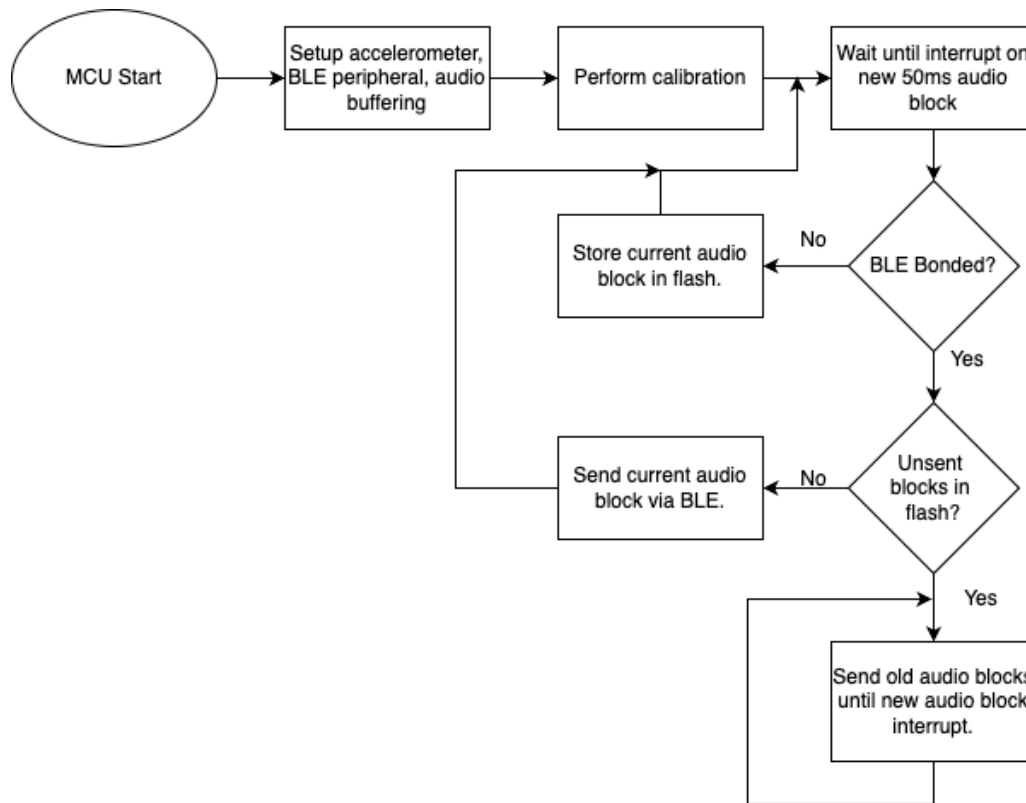 MCU Start
Setup accelerometer,
BLE peripheral, audio
buffering
Perform calibration
Wait until interrupt on
new 50ms audio
block
Store current audio
block in flash.
No
BLE Bonded?
Yes
Send current audio
block via BLE.
No
Unsent
blocks in
flash?
Yes
Send old audio blocks
until new audio block
interrupt.